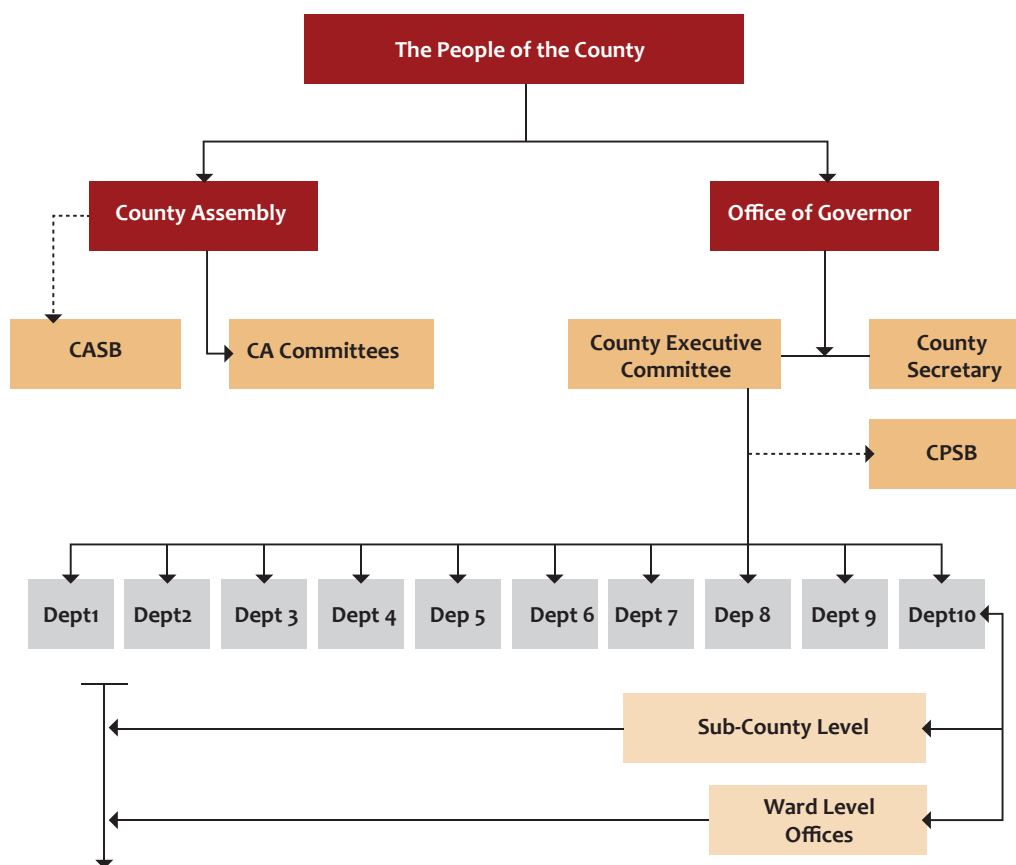 The People of the County
County Assembly
Office of Governor
CASB
CA Committees
County Executive
Committee
County
Secretary
CPSB
Dept1
Dept2
Dept 3
Dept 4
Dep 5
Dept 6
Dept 7
Dep 8
Dept 9
Dept10
Sub-County Level
Ward Level
Offices